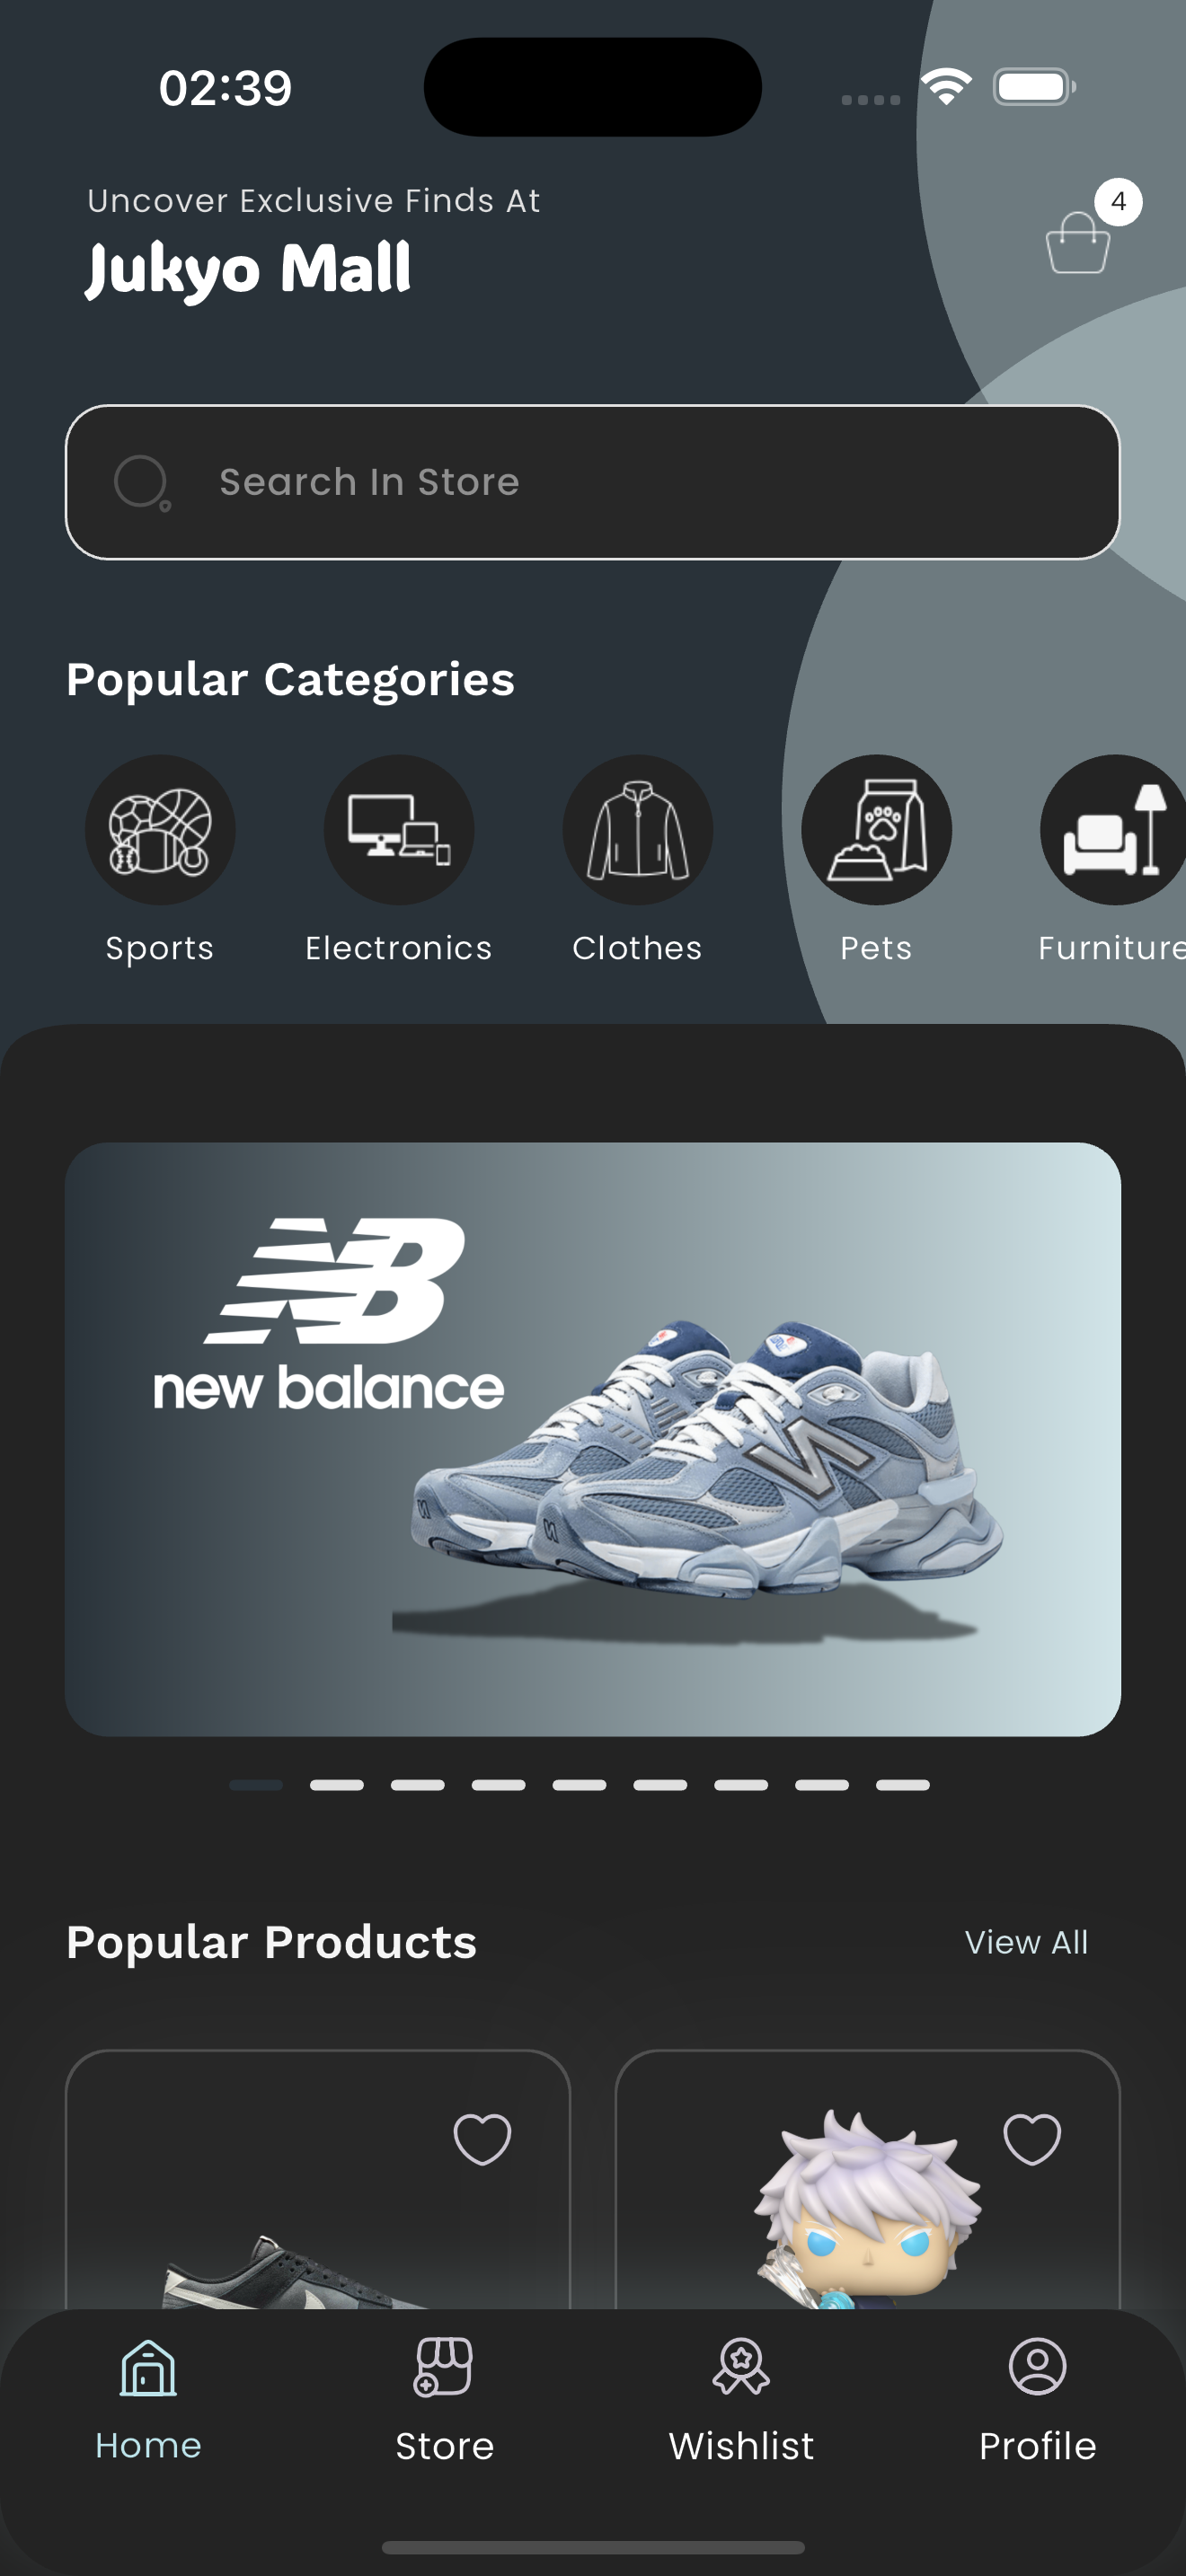 02:39
Uncover Exclusive Finds At
Jukyo Mall
4
Search In Store
Popular Categories
Sports
Electronics
Clothes
Pets
Furniture
NB
new balance
N
Popular Products
View All
Home
Store
Wishlist
Profile